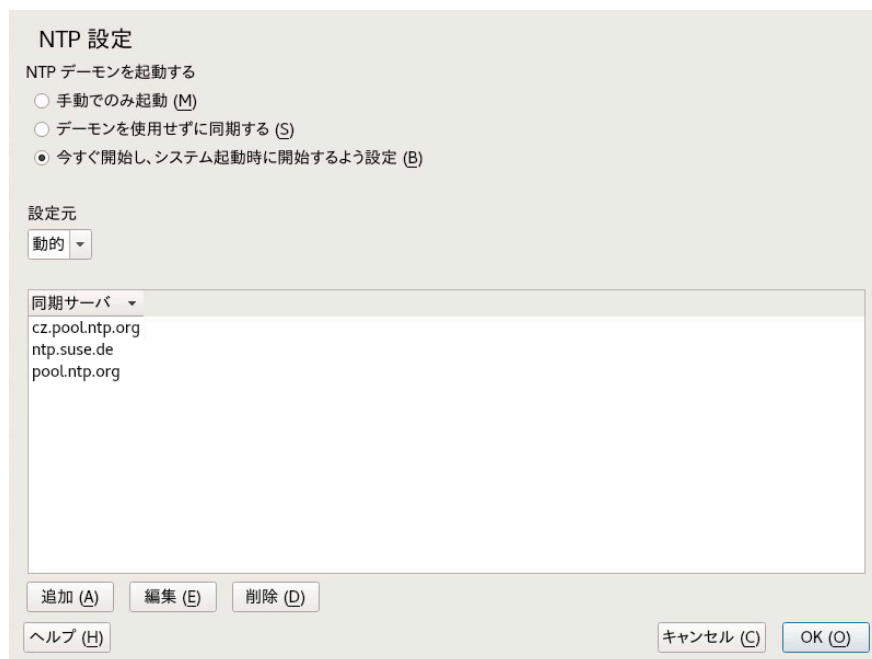 NTP 設定
NTP デーモンを起動する
手動でのみ起動 (M)
デーモンを使用せずに同期する (S)
今すぐ開始し、システム起動時に開始するよう設定 (B)
設定元
動的
同期サーバ
cz.pool.ntp.org
ntp.suse.de
pool.ntp.org
追加 (A) 編集 (E) 削除 (D)
ヘルプ (H) キャンセル (C) OK (O)